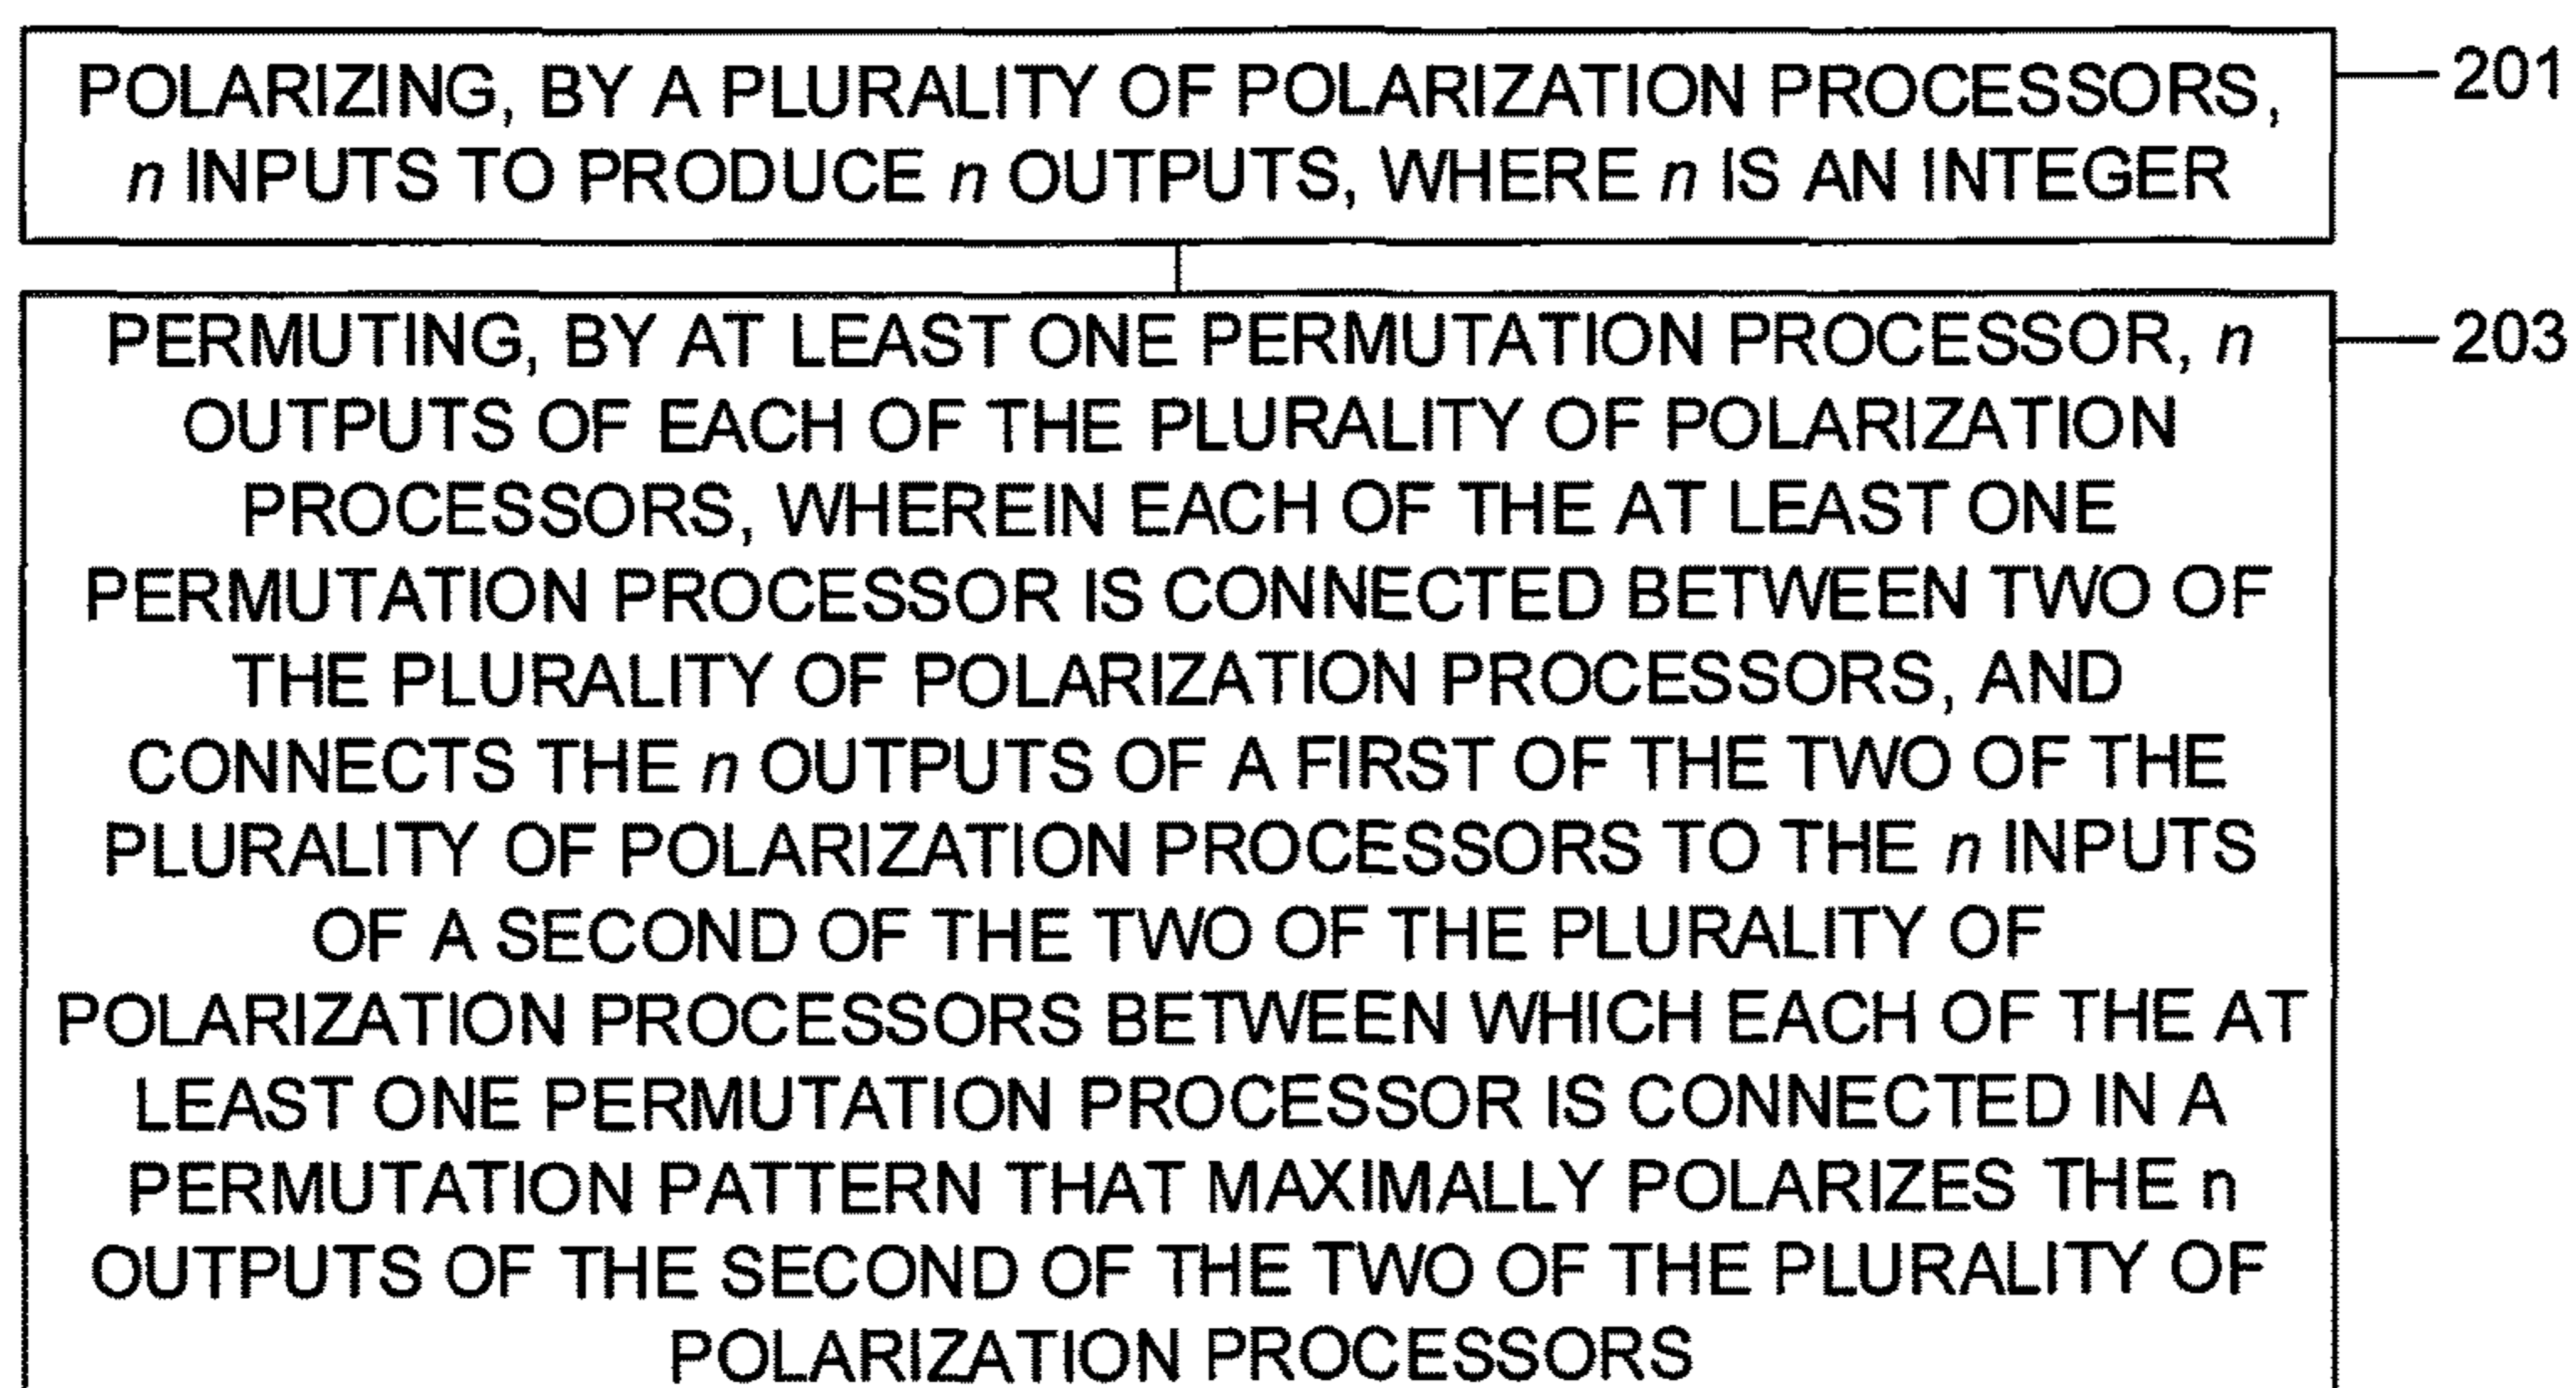 POLARIZING, BY A PLURALITY OF POLARIZATION PROCESSORS,
n INPUTS TO PRODUCE n OUTPUTS, WHERE n IS AN INTEGER
201
PERMUTING, BY AT LEAST ONE PERMUTATION PROCESSOR, n
OUTPUTS OF EACH OF THE PLURALITY OF POLARIZATION
PROCESSORS, WHEREIN EACH OF THE AT LEAST ONE
PERMUTATION PROCESSOR IS CONNECTED BETWEEN TWO OF
THE PLURALITY OF POLARIZATION PROCESSORS, AND
CONNECTS THE n OUTPUTS OF A FIRST OF THE TWO OF THE
PLURALITY OF POLARIZATION PROCESSORS TO THE n INPUTS
OF A SECOND OF THE TWO OF THE PLURALITY OF
POLARIZATION PROCESSORS BETWEEN WHICH EACH OF THE AT
LEAST ONE PERMUTATION PROCESSOR IS CONNECTED IN A
PERMUTATION PATTERN THAT MAXIMALLY POLARIZES THE n
OUTPUTS OF THE SECOND OF THE TWO OF THE PLURALITY OF
POLARIZATION PROCESSORS
203